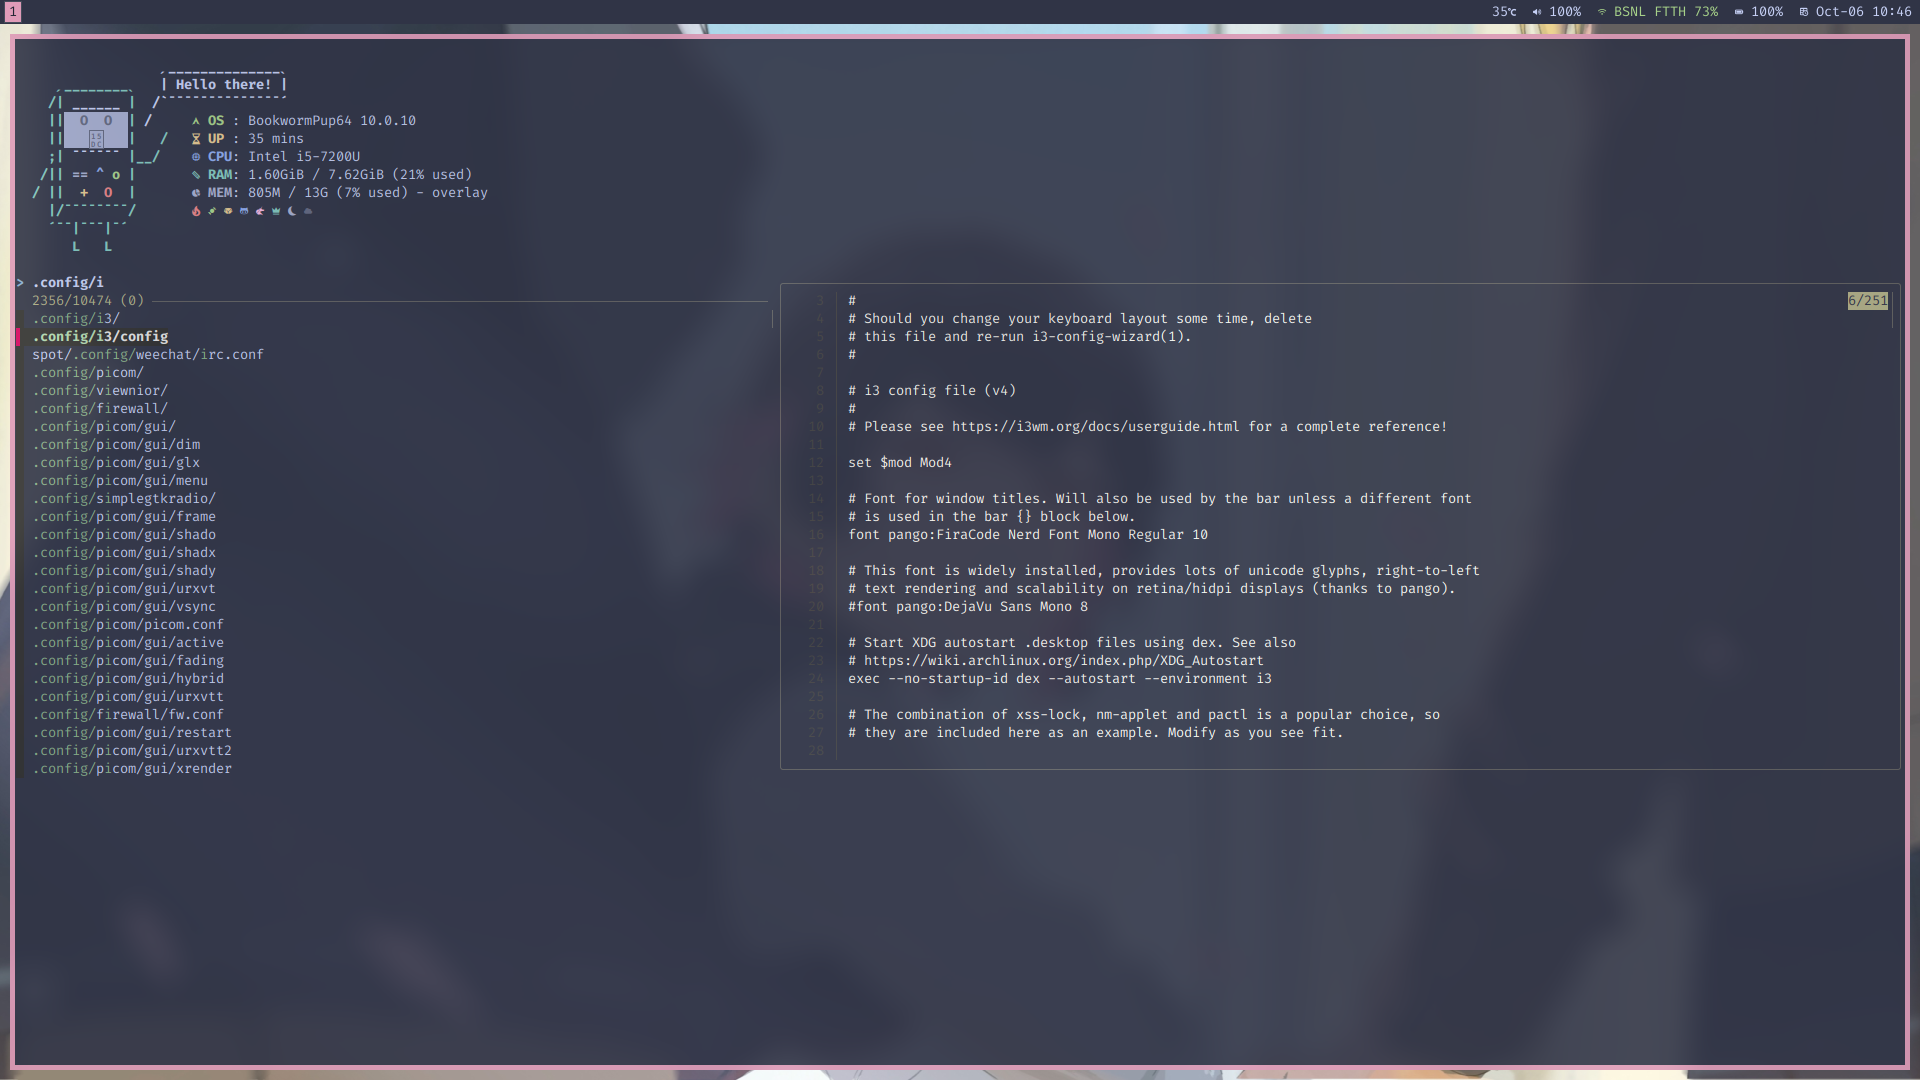 1
35℃ 100% BSNL FTTH 73% 100% Oct-06 10:46
Hello there!
OS : BookwormPup64 10.0.10
UP : 35 mins
CPU: Intel i5-7200U
RAM: 1.60GiB / 7.62GiB (21% used)
MEM: 805M / 13G (7% used) - overlay
> .config/i
2356/10474 (0)
.config/i3/
.config/i3/config
spot/.config/weechat/irc.conf
.config/picom/
.config/viewnior/
.config/firewall/
.config/picom/gui/
.config/picom/gui/dim
.config/picom/gui/glx
.config/picom/gui/menu
.config/simplegtkradio/
.config/picom/gui/frame
.config/picom/gui/shado
.config/picom/gui/shadx
.config/picom/gui/shady
.config/picom/gui/urxvt
.config/picom/gui/vsync
.config/picom/picom.conf
.config/picom/gui/active
.config/picom/gui/fading
.config/picom/gui/hybrid
.config/picom/gui/urxvtt
.config/firewall/fw.conf
.config/picom/gui/restart
.config/picom/gui/urxvtt2
.config/picom/gui/xrender
6/251
3 #
4 # Should you change your keyboard layout some time, delete
5 # this file and re-run i3-config-wizard(1).
6 #
7
8 # i3 config file (v4)
9 #
10 # Please see https://i3wm.org/docs/userguide.html for a complete reference!
11
12 set $mod Mod4
13
14 # Font for window titles. Will also be used by the bar unless a different font
15 # is used in the bar {} block below.
16 font pango:FiraCode Nerd Font Mono Regular 10
17
18 # This font is widely installed, provides lots of unicode glyphs, right-to-left
19 # text rendering and scalability on retina/hidpi displays (thanks to pango).
20 #font pango:DejaVu Sans Mono 8
21
22 # Start XDG autostart .desktop files using dex. See also
23 # https://wiki.archlinux.org/index.php/XDG_Autostart
24 exec --no-startup-id dex --autostart --environment i3
25
26 # The combination of xss-lock, nm-applet and pactl is a popular choice, so
27 # they are included here as an example. Modify as you see fit.
28